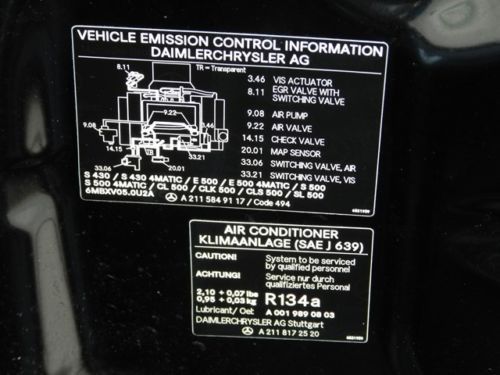 VEHICLE EMISSION CONTROL INFORMATION
DAIMLERCHRYSLER AG
TR = Transparent
8.11
9.22
9.08
3.46
14.15
33.21
33.06
20.01
3.46 VIS ACTUATOR
8.11 EGR VALVE WITH
SWITCHING VALVE
9.08 AIR PUMP
9.22 AIR VALVE
14.15 CHECK VALVE
20.01 MAP SENSOR
33.06 SWITCHING VALVE, AIR
33.21 SWITCHING VALVE, VIS
S 430 / S 430 4MATIC / E 500 / E 500 4MATIC / S 500
S 500 4MATIC / CL 500 / CLK 500 / CLS 500 / SL 500
6MBXV05.0U2A
A 211 584 91 17 / Code 494
AIR CONDITIONER
KLIMAANLAGE (SAE J 639)
CAUTION! System to be serviced
by qualified personnel
ACHTUNG! Service nur durch
qualifiziertes Personal
2,10 + 0,07 lbs
0,95 + 0,03 kg R134a
Lubricant/ Oel: A 001 989 08 03
DAIMLERCHRYSLER AG Stuttgart
A 211 817 25 20